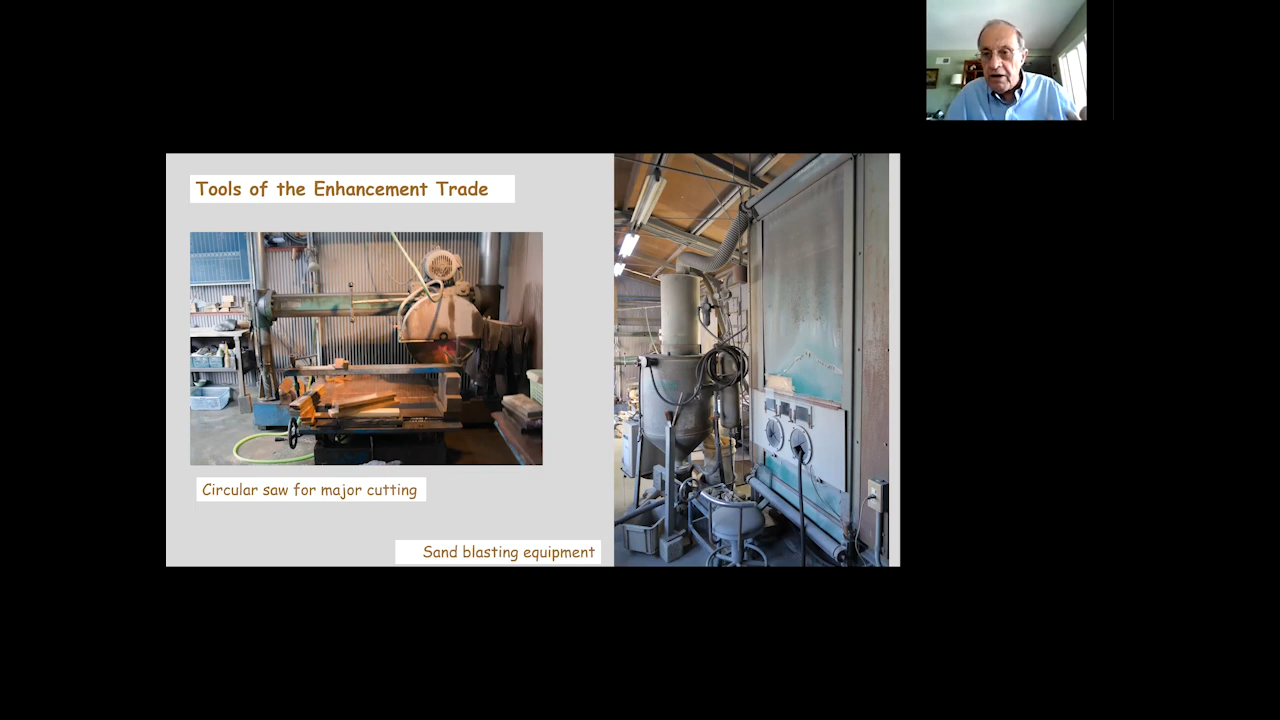 Tools of the Enhancement Trade
Circular saw for major cutting
Sand blasting equipment